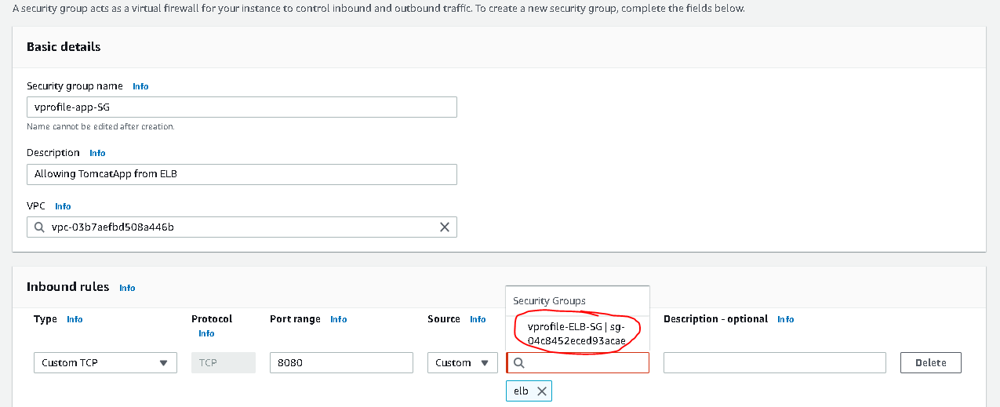 A security group acts as a virtual firewall for your instance to control inbound and outbound traffic. To create a new security group, complete the fields below.
Basic details
Security group name Info
vprofile-app-SG
Name cannot be edited after creation.
Description Info
Allowing TomcatApp from ELB
VPC Info
vpc-03b7aefbd508a446b
Inbound rules Info
Security Groups
vprofile-ELB-SG | sg-
04c8452eced93acae
Type Info
Protocol
Info
Port range Info
Source Info
Description - optional Info
Custom TCP
TCP
8080
Custom
Delete
elb